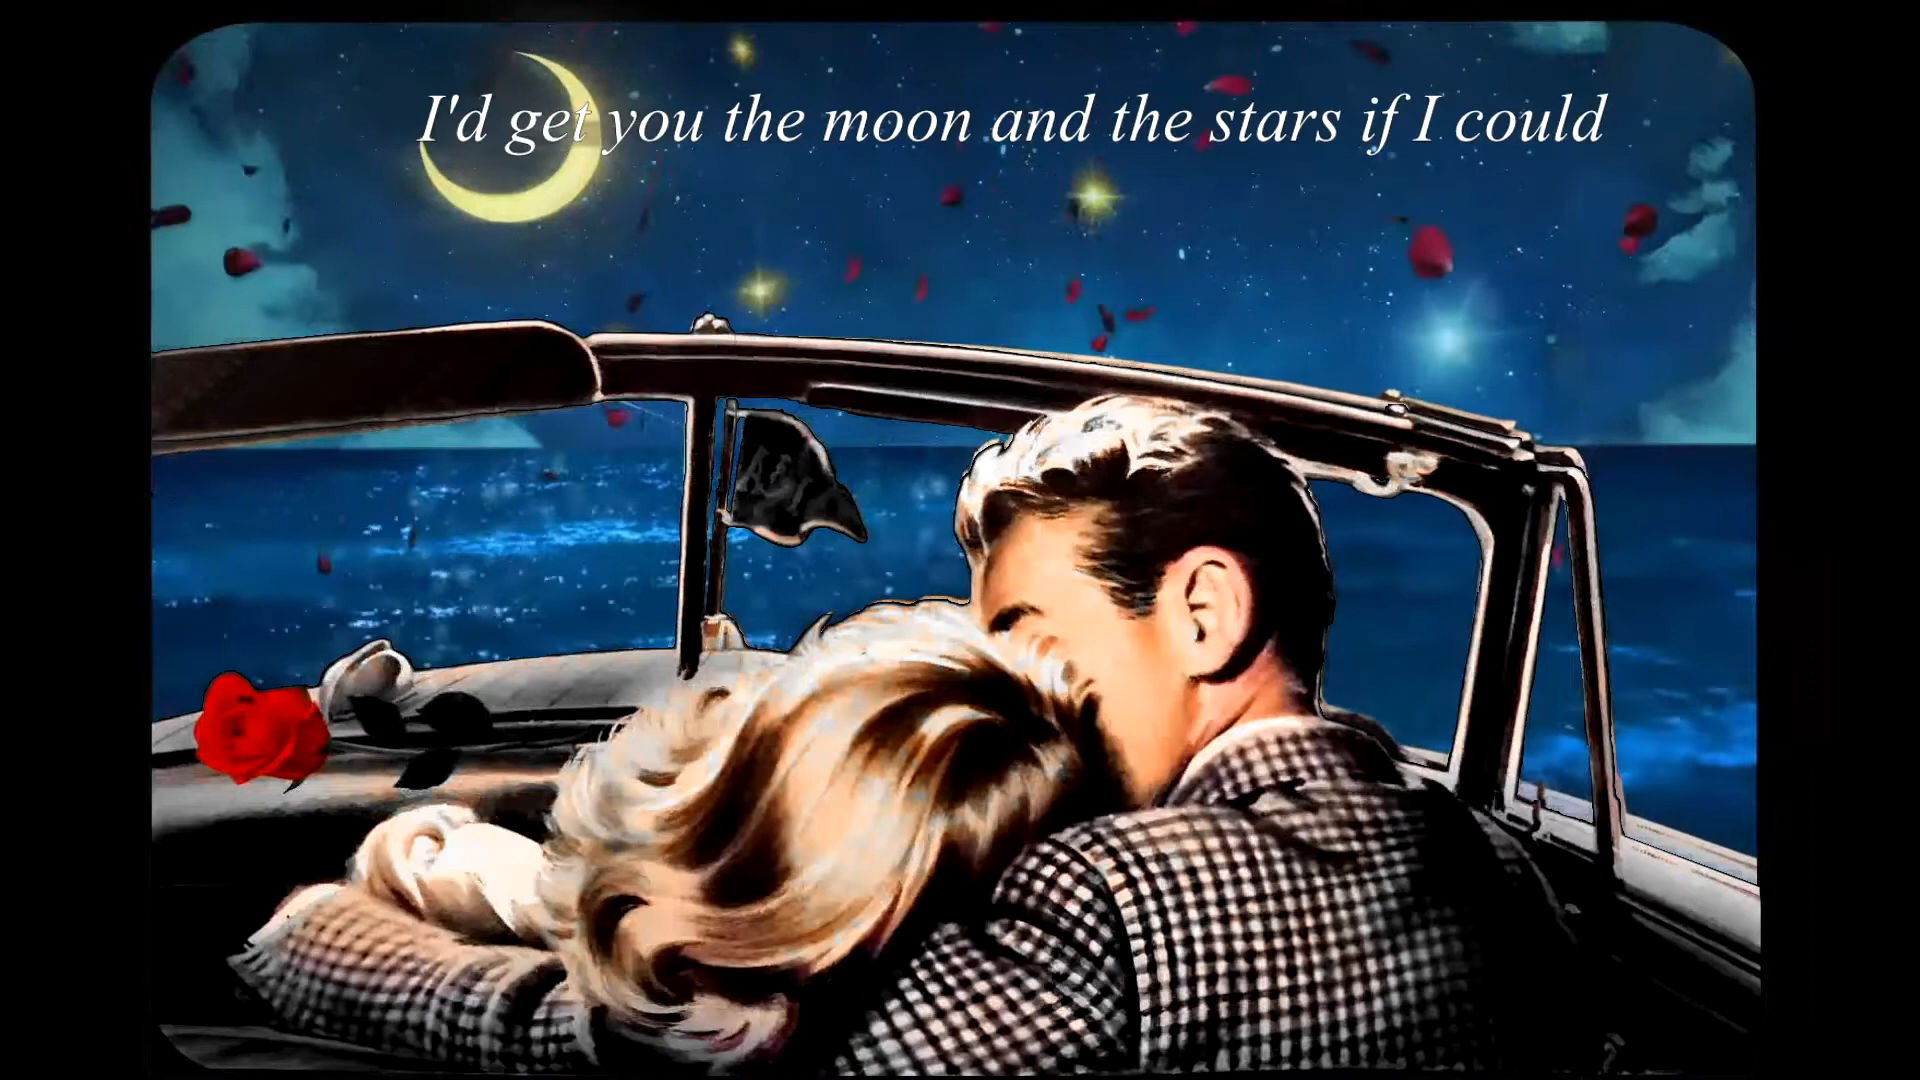 I'd get you the moon and the stars if I could